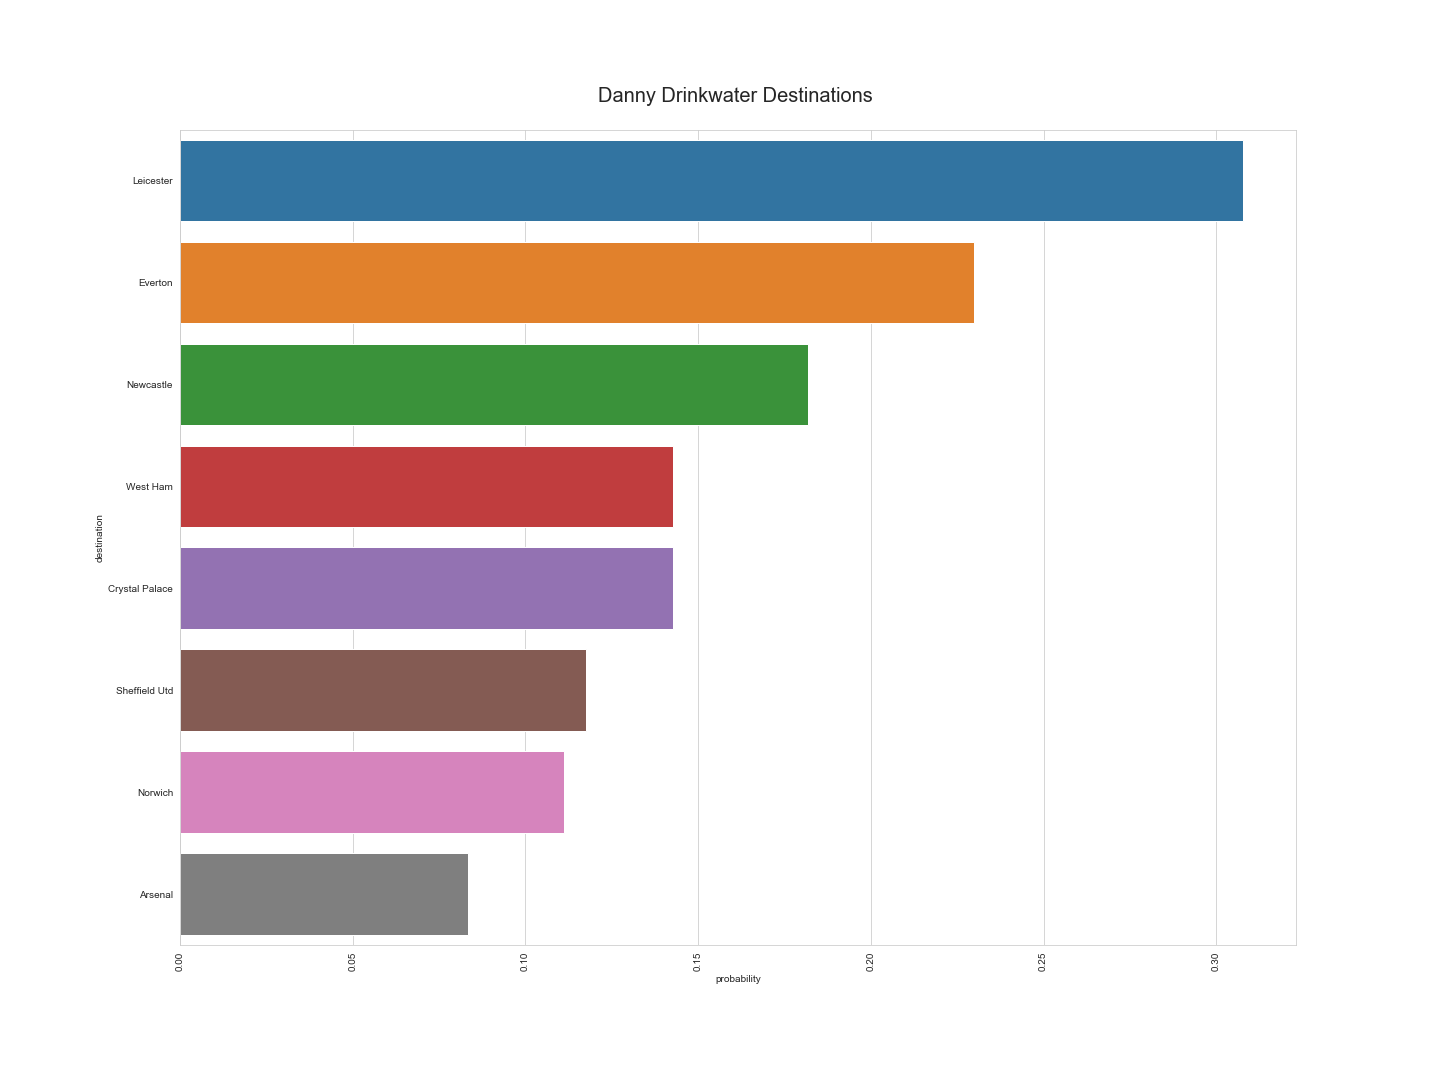 Danny Drinkwater Destinations
Leicester
Everton
Newcastle
West Ham
destination
Crystal Palace
Sheffield Utd
Norwich
Arsenal
0.00
0.05
0.10
0.15
0.20
0.25
0.30
probability